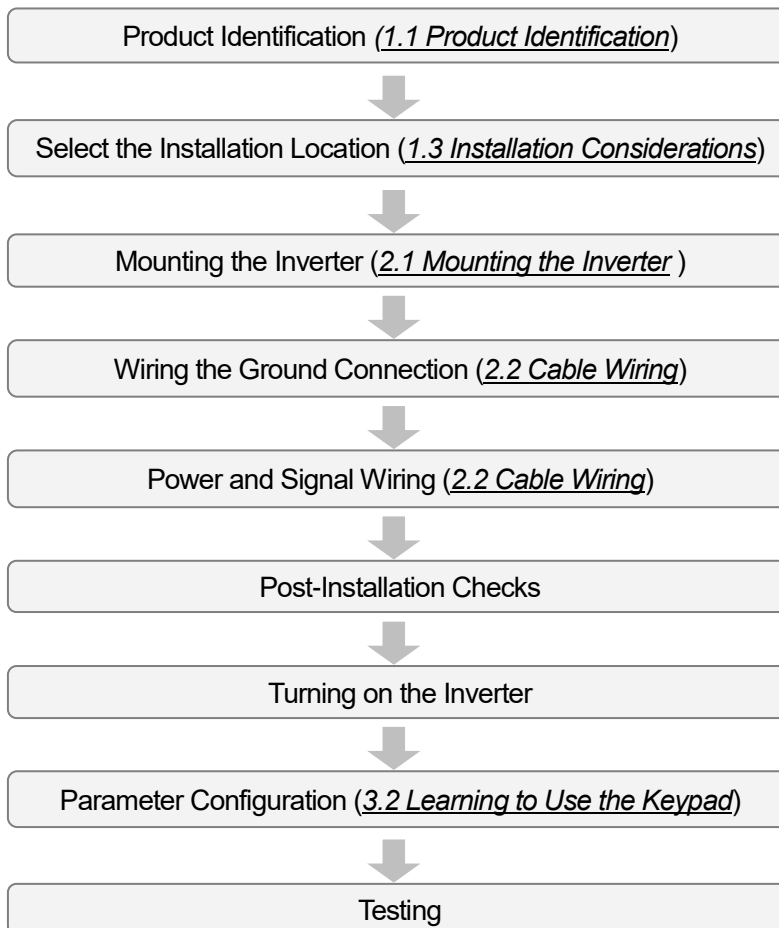 Product Identification (1.1 Product Identification)
Select the Installation Location (1.3 Installation Considerations)
Mounting the Inverter (2.1 Mounting the Inverter )
Wiring the Ground Connection (2.2 Cable Wiring)
Power and Signal Wiring (2.2 Cable Wiring)
Post-Installation Checks
Turning on the Inverter
Parameter Configuration (3.2 Learning to Use the Keypad)
Testing